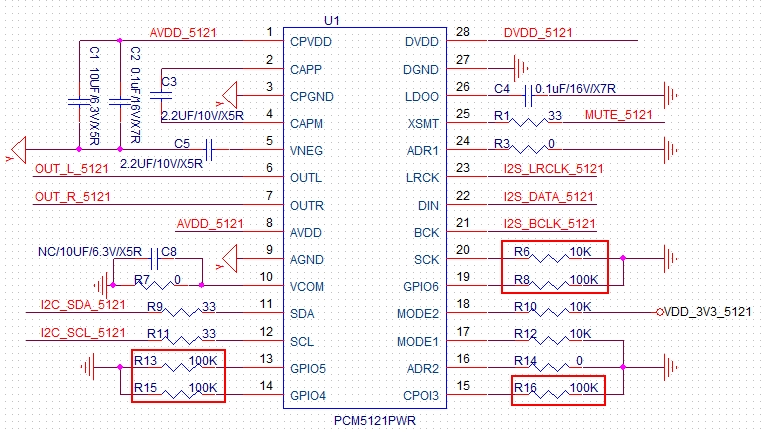 U1
AVDD_5121 1 CPVDD DVDD 28 DVDD_5121
2 CAPP DGND 27
C1 10UF/6.3V/X5R
C2 0.1uF/16V/X7R
C3 2.2UF/10V/X5R
3 CPGND LDOO 26 C4 0.1uF/16V/X7R
4 CAPM XSMT 25 R1 33 MUTE_5121
C5 2.2UF/10V/X5R
5 VNEG ADR1 24 R3 0
OUT_L_5121 6 OUTL LRCK 23 I2S_LRCLK_5121
OUT_R_5121 7 OUTR DIN 22 I2S_DATA_5121
AVDD_5121 8 AVDD BCK 21 I2S_BCLK_5121
NC/10UF/6.3V/X5R C8 9 AGND SCK 20 R6 10K
R7 0 10 VCOM GPIO6 19 R8 100K
I2C_SDA_5121 R9 33 11 SDA MODE2 18 R10 10K VDD_3V3_5121
I2C_SCL_5121 R11 33 12 SCL MODE1 17 R12 10K
R13 100K 13 GPIO5 ADR2 16 R14 0
R15 100K 14 GPIO4 CPOI3 15 R16 100K
PCM5121PWR